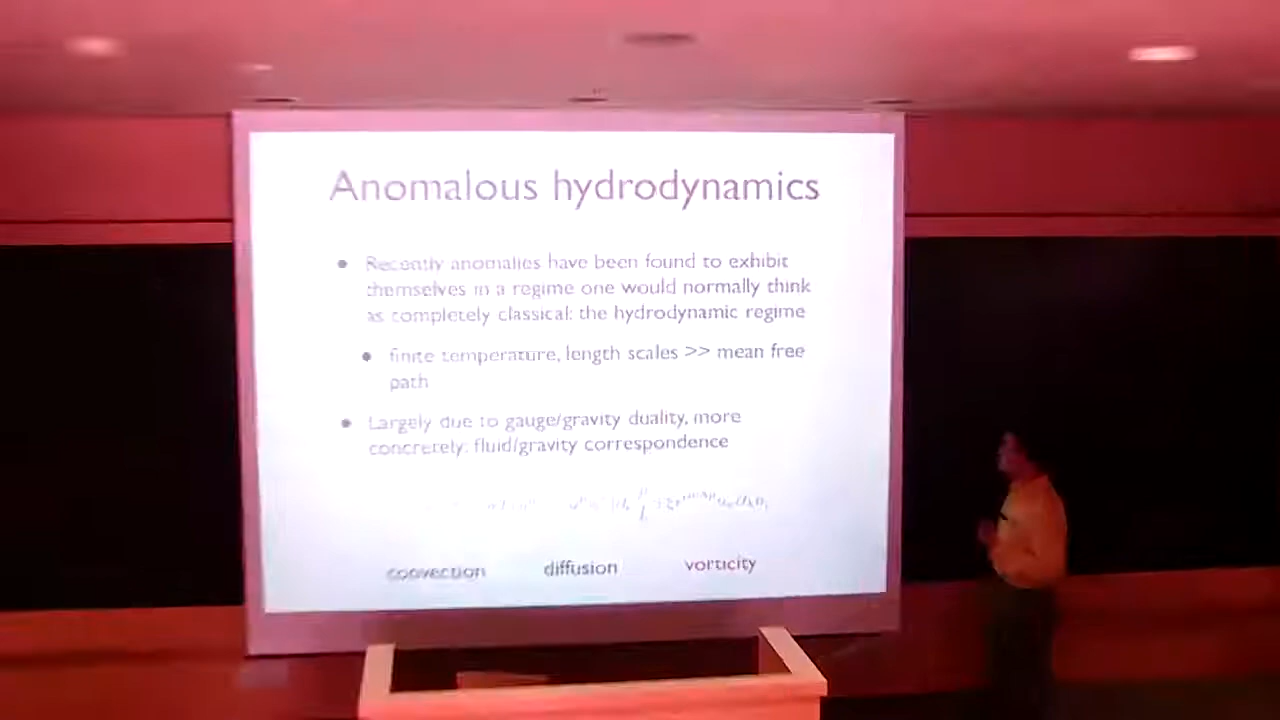 Anomalous hydrodynamics
• Recently anomalies have been found to exhibit
themselves in a regime one would normally think
as completely classical: the hydrodynamic regime
• finite temperature, length scales >> mean free
path
• Largely due to gauge/gravity duality, more
concretely: fluid/gravity correspondence
convection diffusion vorticity